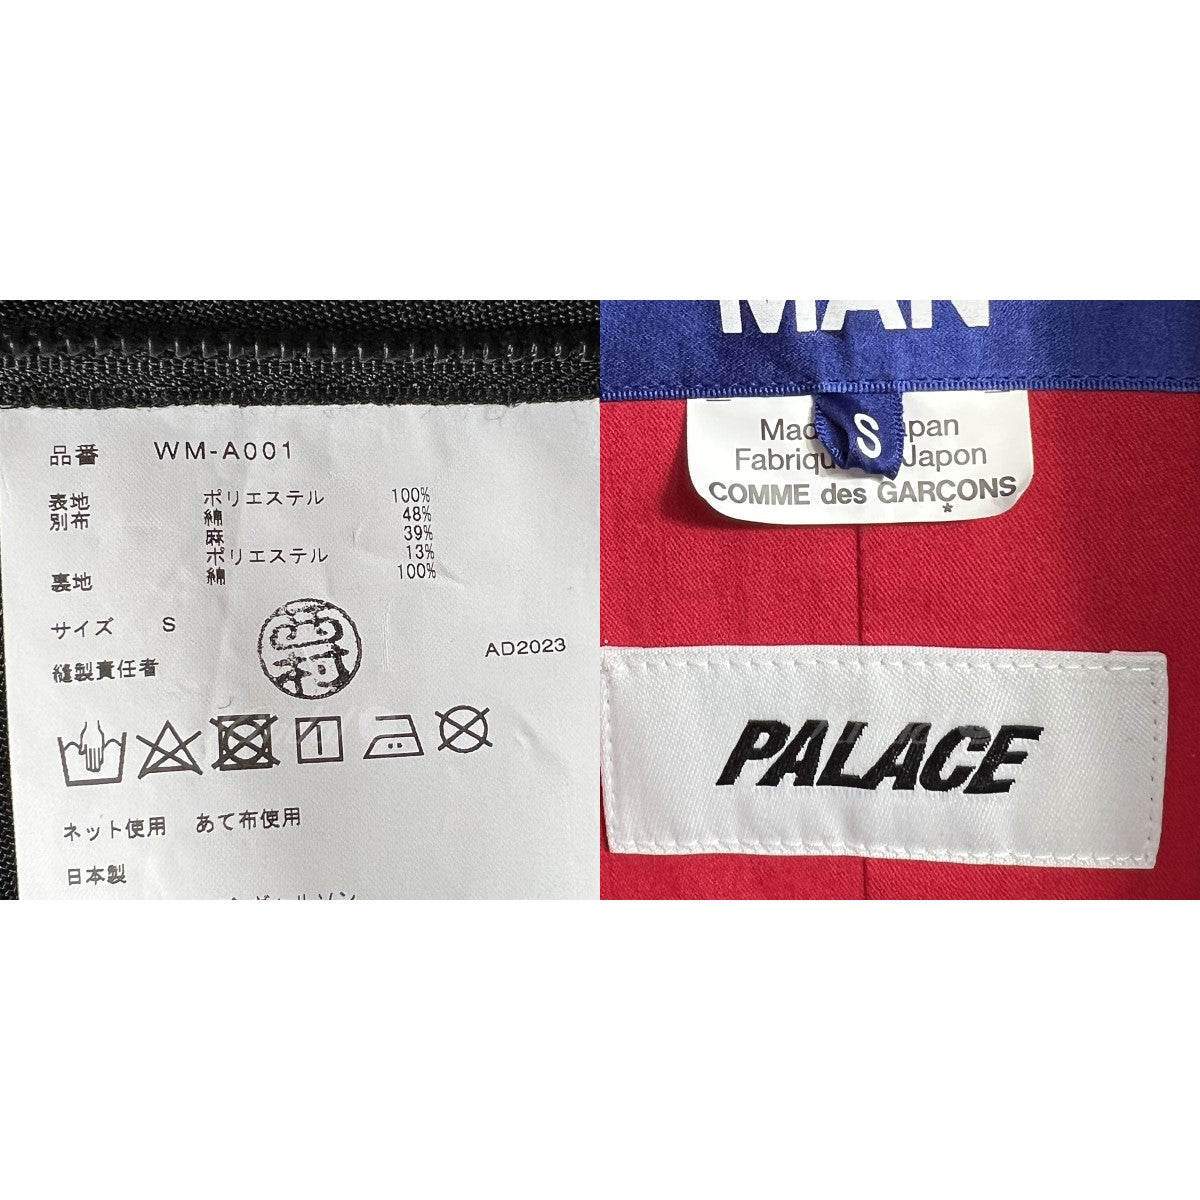 品番 WM-A001
表地 ポリエステル 100%
別布 綿 48%
麻 39%
ポリエステル 13%
裏地 綿 100%
サイズ S
縫製責任者
AD2023
ネット使用 あて布使用
日本製
MAN
S
Made Japan
Fabriqué Japon
COMME des GARÇONS
*
PALACE